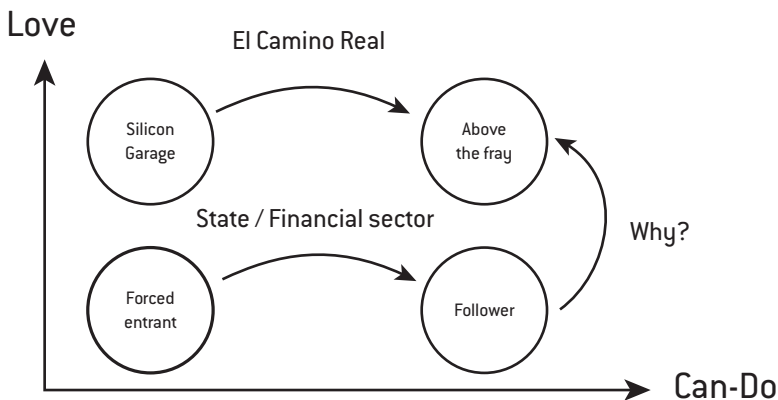 Love
El Camino Real
Silicon
Garage
Above
the fray
State / Financial sector
Why?
Forced
entrant
Follower
Can-Do